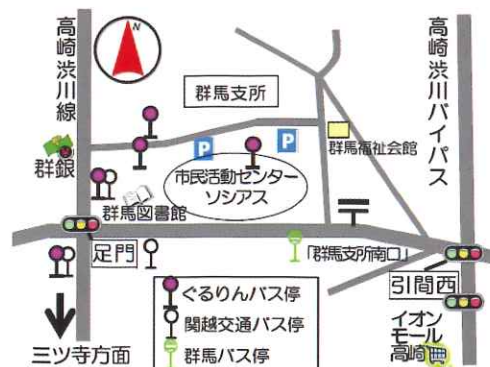 高崎渋川線
N
群馬支所
高崎渋川バイパス
P
P
群馬福祉会館
群銀
市民活動センター
ソシアス
群馬図書館
足門
「群馬支所南口」
引間西
ぐるりんバス停
関越交通バス停
群馬バス停
三ツ寺方面
イオン
モール
高崎